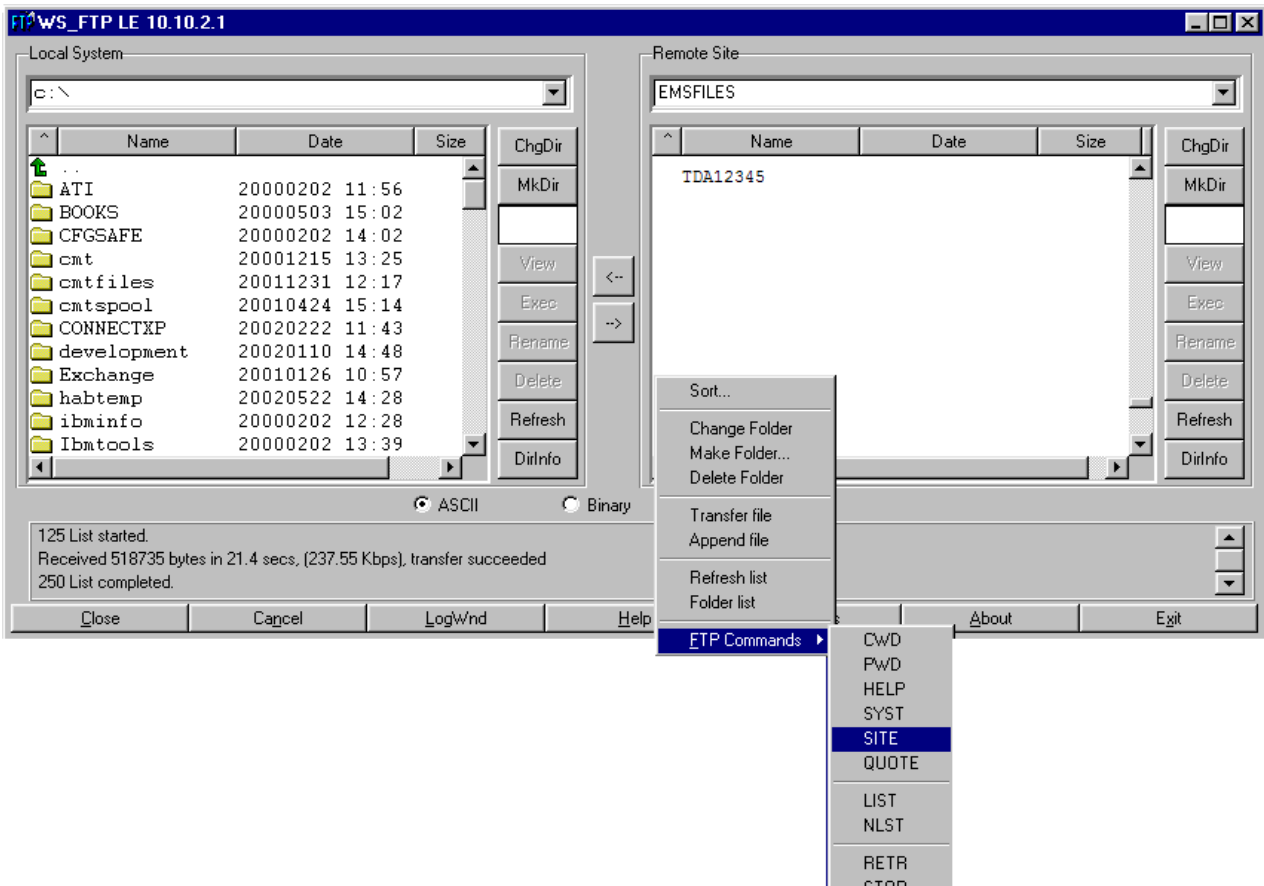 WS_FTP LE 10.10.2.1
Local System
c:\
^ Name Date Size
..
ATI 20000202 11:56
BOOKS 20000503 15:02
CFGSAFE 20000202 14:02
cmt 20001215 13:25
cmtfiles 20011231 12:17
cmtspool 20010424 15:14
CONNECTXP 20020222 11:43
development 20020110 14:48
Exchange 20010126 10:57
habtemp 20020522 14:28
ibminfo 20000202 12:28
Ibmtools 20000202 13:39
ChgDir
MkDir
View
Exec
Rename
Delete
Refresh
DirInfo
<--
-->
Remote Site
EMSFILES
^ Name Date Size
TDA12345
ChgDir
MkDir
View
Exec
Rename
Delete
Refresh
DirInfo
ASCII Binary
125 List started.
Received 518735 bytes in 21.4 secs, (237.55 Kbps), transfer succeeded
250 List completed.
Close Cancel LogWnd Help About Exit
Sort...
Change Folder
Make Folder...
Delete Folder
Transfer file
Append file
Refresh list
Folder list
FTP Commands
CWD
PWD
HELP
SYST
SITE
QUOTE
LIST
NLST
RETR